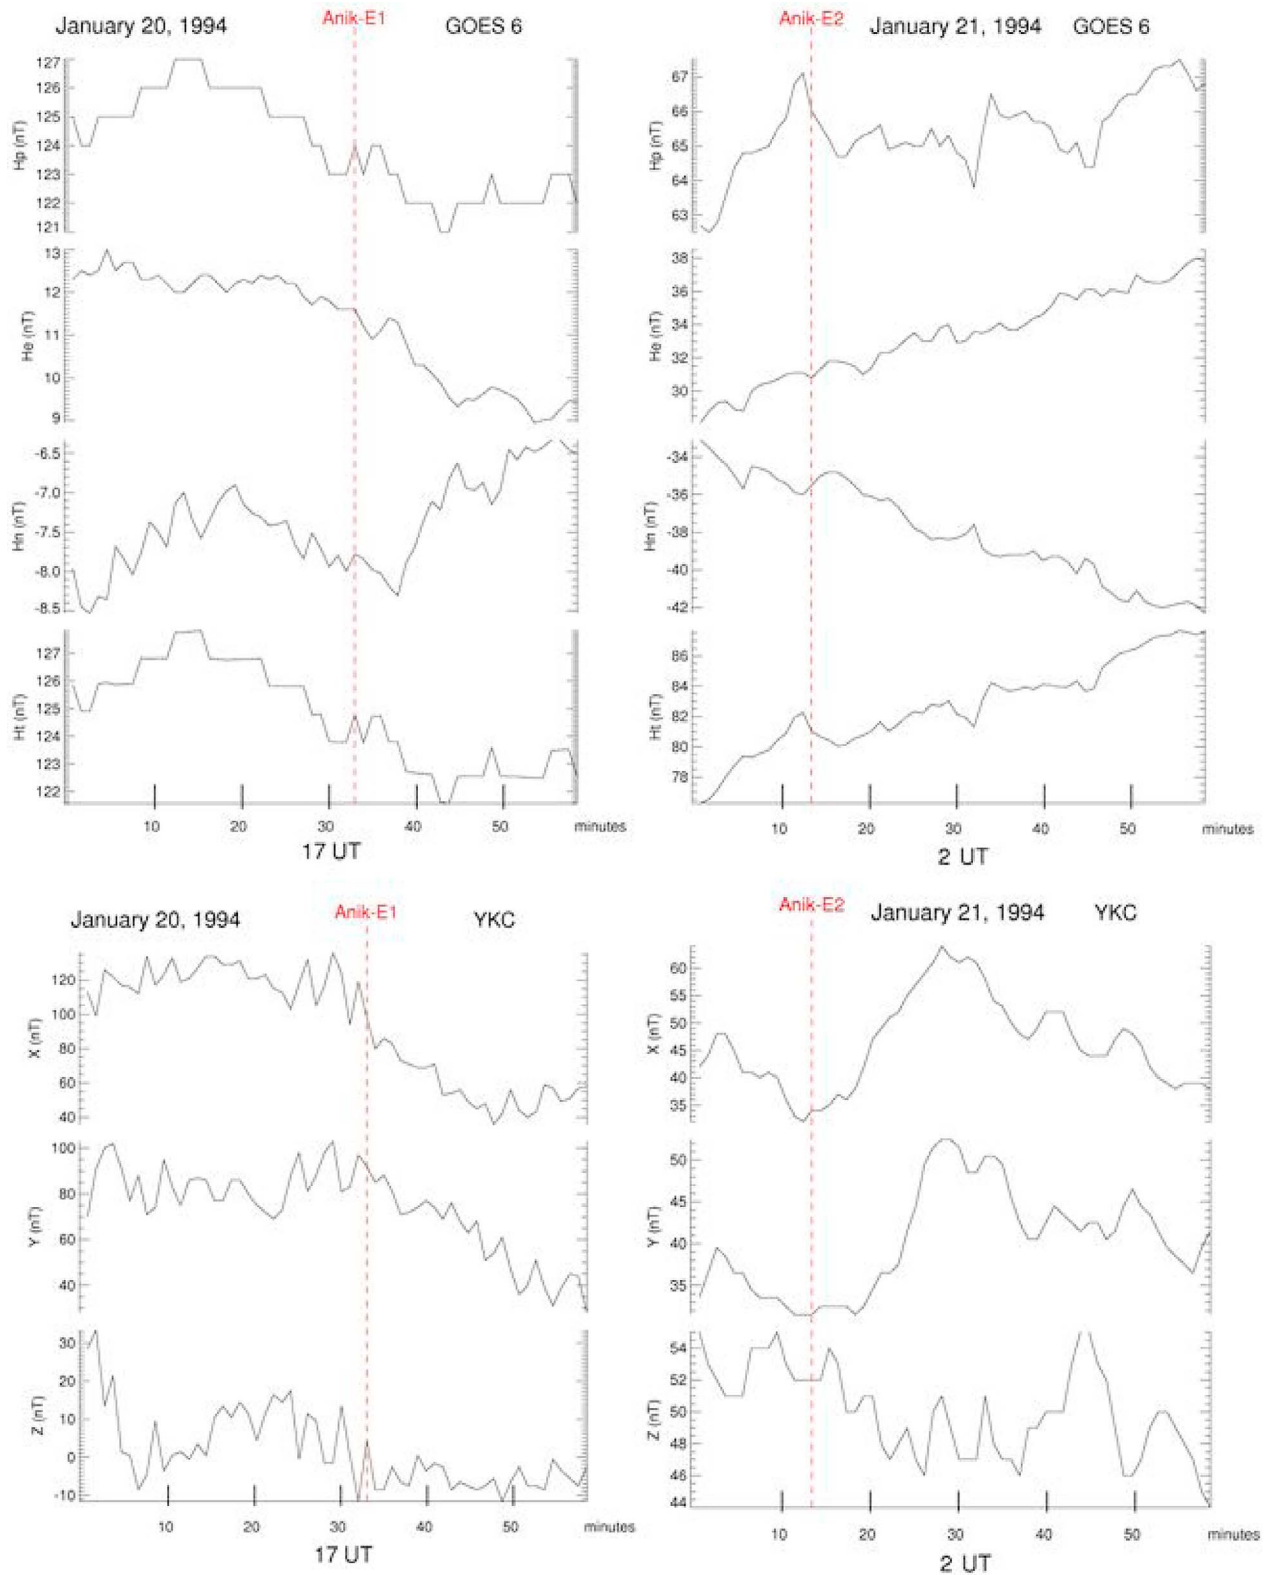 January 20, 1994 Anik-E1 GOES 6
127
126
125
124
123
122
121
Hp (nT)
13
12
11
10
9
He (nT)
-6.5
-7.0
-7.5
-8.0
-8.5
Hn (nT)
127
126
125
124
123
122
Ht (nT)
10 20 30 40 50 minutes
17 UT
Anik-E2 January 21, 1994 GOES 6
67
66
65
64
63
Hp (nT)
38
36
34
32
30
He (nT)
-34
-36
-38
-40
-42
Hn (nT)
86
84
82
80
78
Ht (nT)
10 20 30 40 50 minutes
2 UT
January 20, 1994 Anik-E1 YKC
120
100
80
60
40
X (nT)
100
80
60
40
Y (nT)
30
20
10
0
-10
Z (nT)
10 20 30 40 50 minutes
17 UT
Anik-E2 January 21, 1994 YKC
60
55
50
45
40
35
X (nT)
50
45
40
35
Y (nT)
54
52
50
48
46
44
Z (nT)
10 20 30 40 50 minutes
2 UT